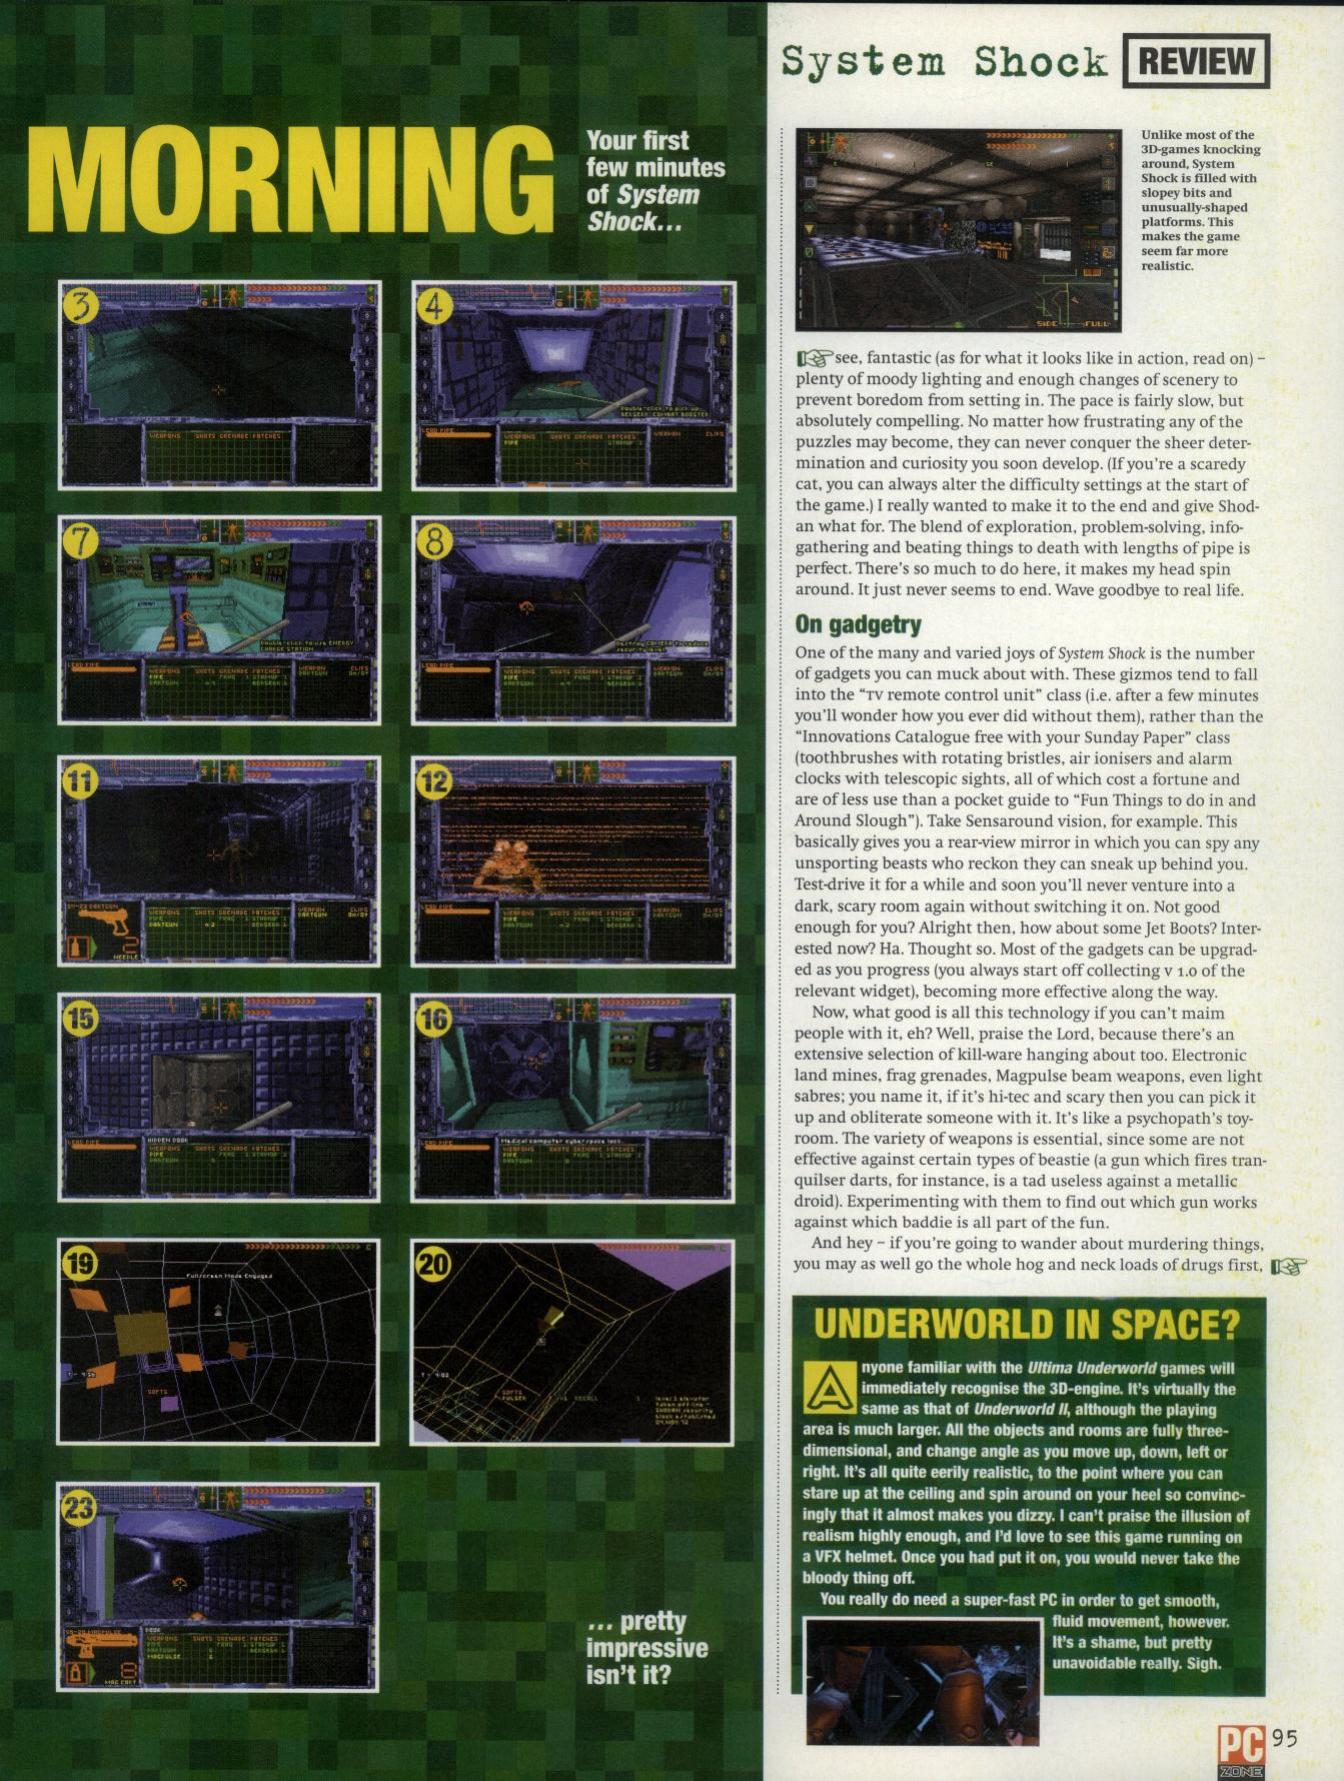 System Shock REVIEW
MORNING
Your first
few minutes
of System
Shock...
3
4
LEAD PIPE
WEAPONS SHOTS GRENADE PATCHES
7
8
11
12
15
HIDDEN DOOR
16
19
Fullscreen Mode Engaged
20
23
... pretty
impressive
isn't it?
Unlike most of the
3D-games knocking
around, System
Shock is filled with
slopey bits and
unusually-shaped
platforms. This
makes the game
seem far more
realistic.
see, fantastic (as for what it looks like in action, read on) –
plenty of moody lighting and enough changes of scenery to
prevent boredom from setting in. The pace is fairly slow, but
absolutely compelling. No matter how frustrating any of the
puzzles may become, they can never conquer the sheer deter-
mination and curiosity you soon develop. (If you're a scaredy
cat, you can always alter the difficulty settings at the start of
the game.) I really wanted to make it to the end and give Shod-
an what for. The blend of exploration, problem-solving, info-
gathering and beating things to death with lengths of pipe is
perfect. There's so much to do here, it makes my head spin
around. It just never seems to end. Wave goodbye to real life.
On gadgetry
One of the many and varied joys of System Shock is the number
of gadgets you can muck about with. These gizmos tend to fall
into the "TV remote control unit" class (i.e. after a few minutes
you'll wonder how you ever did without them), rather than the
"Innovations Catalogue free with your Sunday Paper" class
(toothbrushes with rotating bristles, air ionisers and alarm
clocks with telescopic sights, all of which cost a fortune and
are of less use than a pocket guide to "Fun Things to do in and
Around Slough"). Take Sensaround vision, for example. This
basically gives you a rear-view mirror in which you can spy any
unsporting beasts who reckon they can sneak up behind you.
Test-drive it for a while and soon you'll never venture into a
dark, scary room again without switching it on. Not good
enough for you? Alright then, how about some Jet Boots? Inter-
ested now? Ha. Thought so. Most of the gadgets can be upgrad-
ed as you progress (you always start off collecting v 1.0 of the
relevant widget), becoming more effective along the way.
Now, what good is all this technology if you can't maim
people with it, eh? Well, praise the Lord, because there's an
extensive selection of kill-ware hanging about too. Electronic
land mines, frag grenades, Magpulse beam weapons, even light
sabres; you name it, if it's hi-tec and scary then you can pick it
up and obliterate someone with it. It's like a psychopath's toy-
room. The variety of weapons is essential, since some are not
effective against certain types of beastie (a gun which fires tran-
quilser darts, for instance, is a tad useless against a metallic
droid). Experimenting with them to find out which gun works
against which baddie is all part of the fun.
And hey – if you're going to wander about murdering things,
you may as well go the whole hog and neck loads of drugs first,
UNDERWORLD IN SPACE?
Anyone familiar with the Ultima Underworld games will
immediately recognise the 3D-engine. It's virtually the
same as that of Underworld II, although the playing
area is much larger. All the objects and rooms are fully three-
dimensional, and change angle as you move up, down, left or
right. It's all quite eerily realistic, to the point where you can
stare up at the ceiling and spin around on your heel so convinc-
ingly that it almost makes you dizzy. I can't praise the illusion of
realism highly enough, and I'd love to see this game running on
a VFX helmet. Once you had put it on, you would never take the
bloody thing off.
You really do need a super-fast PC in order to get smooth,
fluid movement, however.
It's a shame, but pretty
unavoidable really. Sigh.
PC ZONE 95